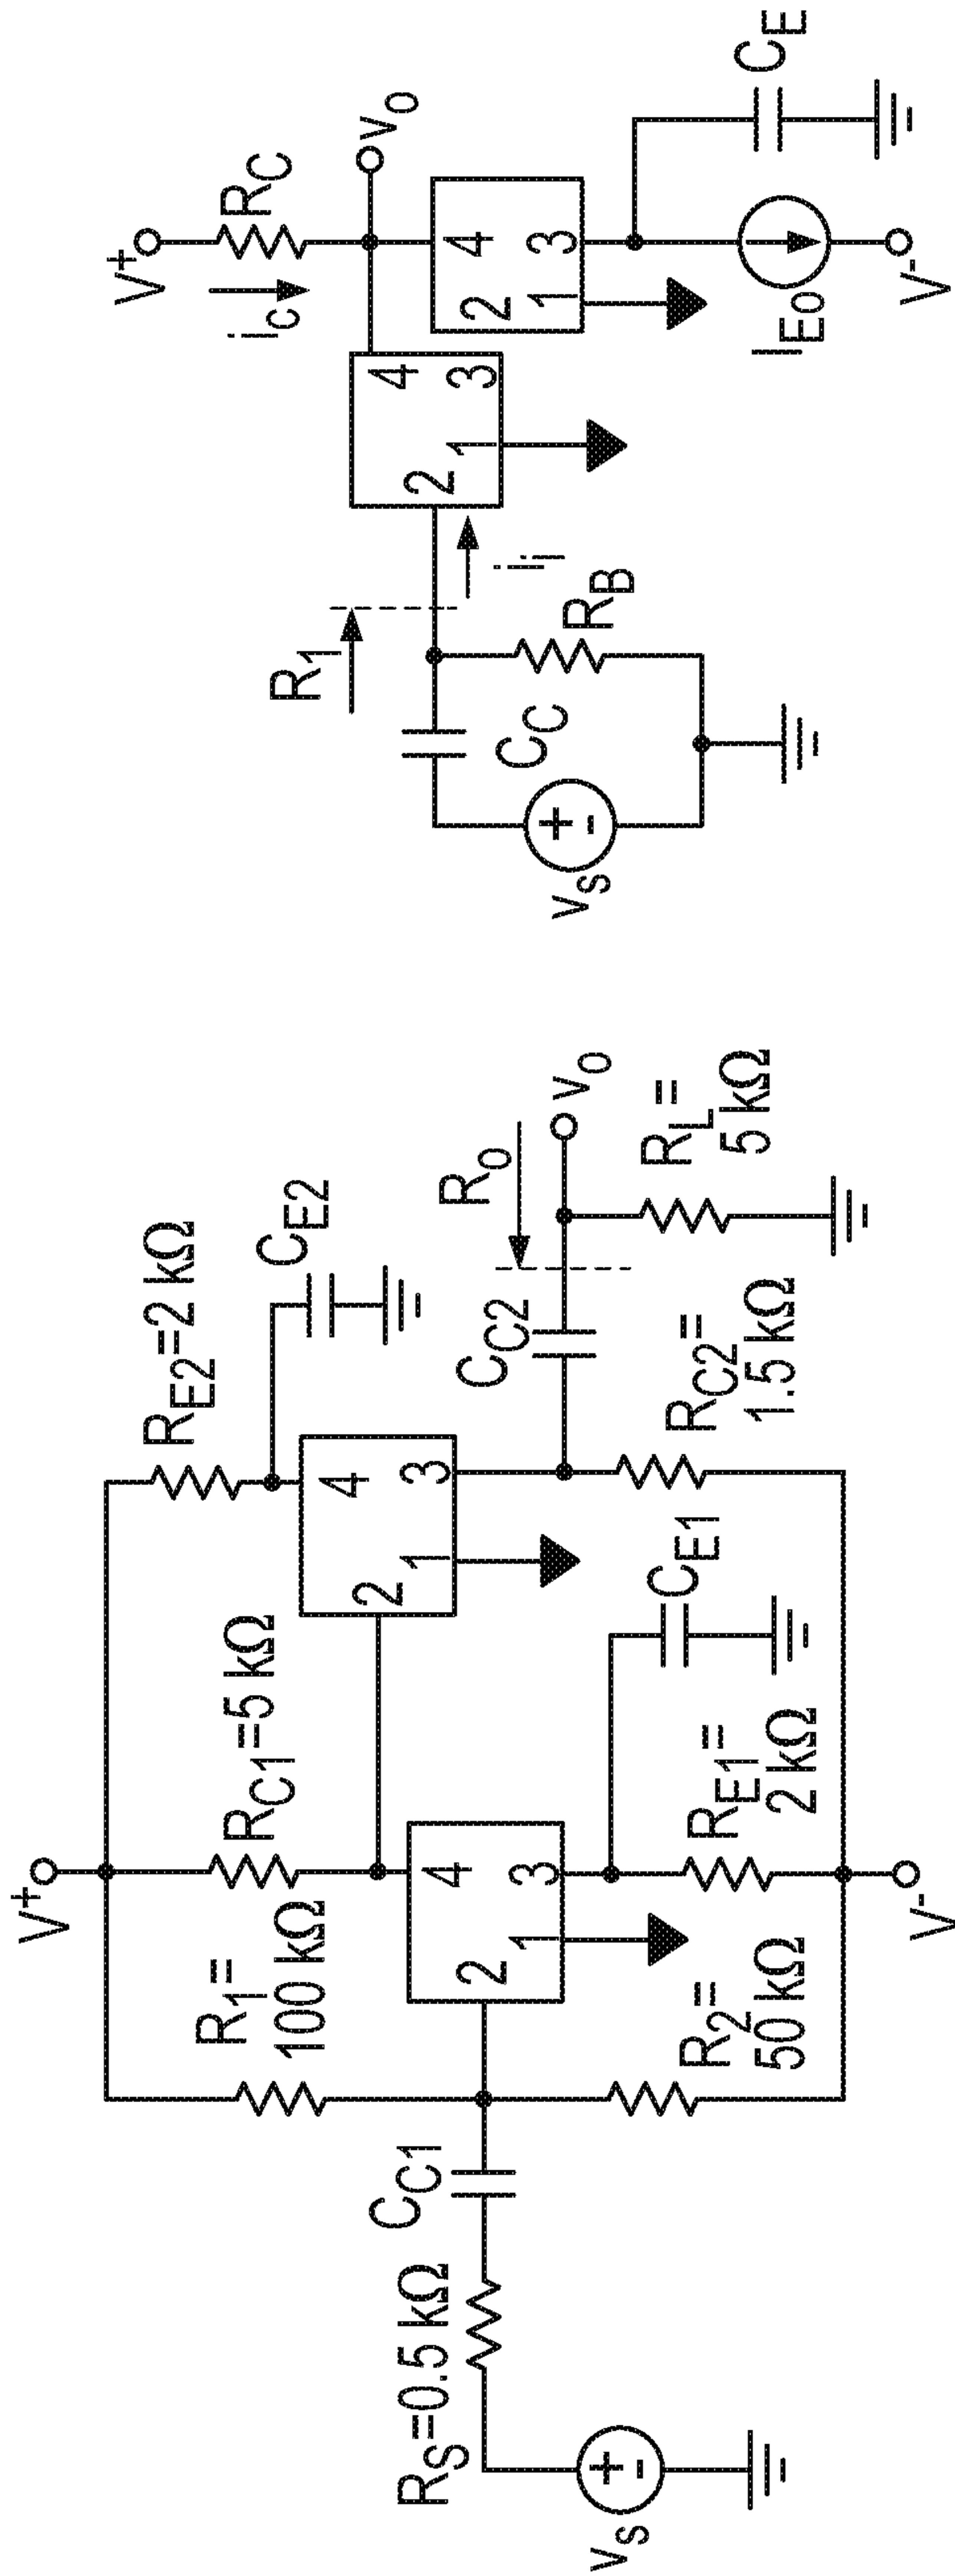 V+
R1=
100 kΩ
RC1=5 kΩ
RE2=2 kΩ
CE2
CC1
RS=0.5 kΩ
vs
+
-
2
4
3
1
2
4
3
1
R2=
50 kΩ
RE1=
2 kΩ
CE1
V-
CC2
RC2=
1.5 kΩ
Ro
vo
RL=
5 kΩ
V+
RC
iC
vo
R1
ii
CC
RB
vs
+
-
2
4
3
1
2
4
3
1
IEo
V-
CE